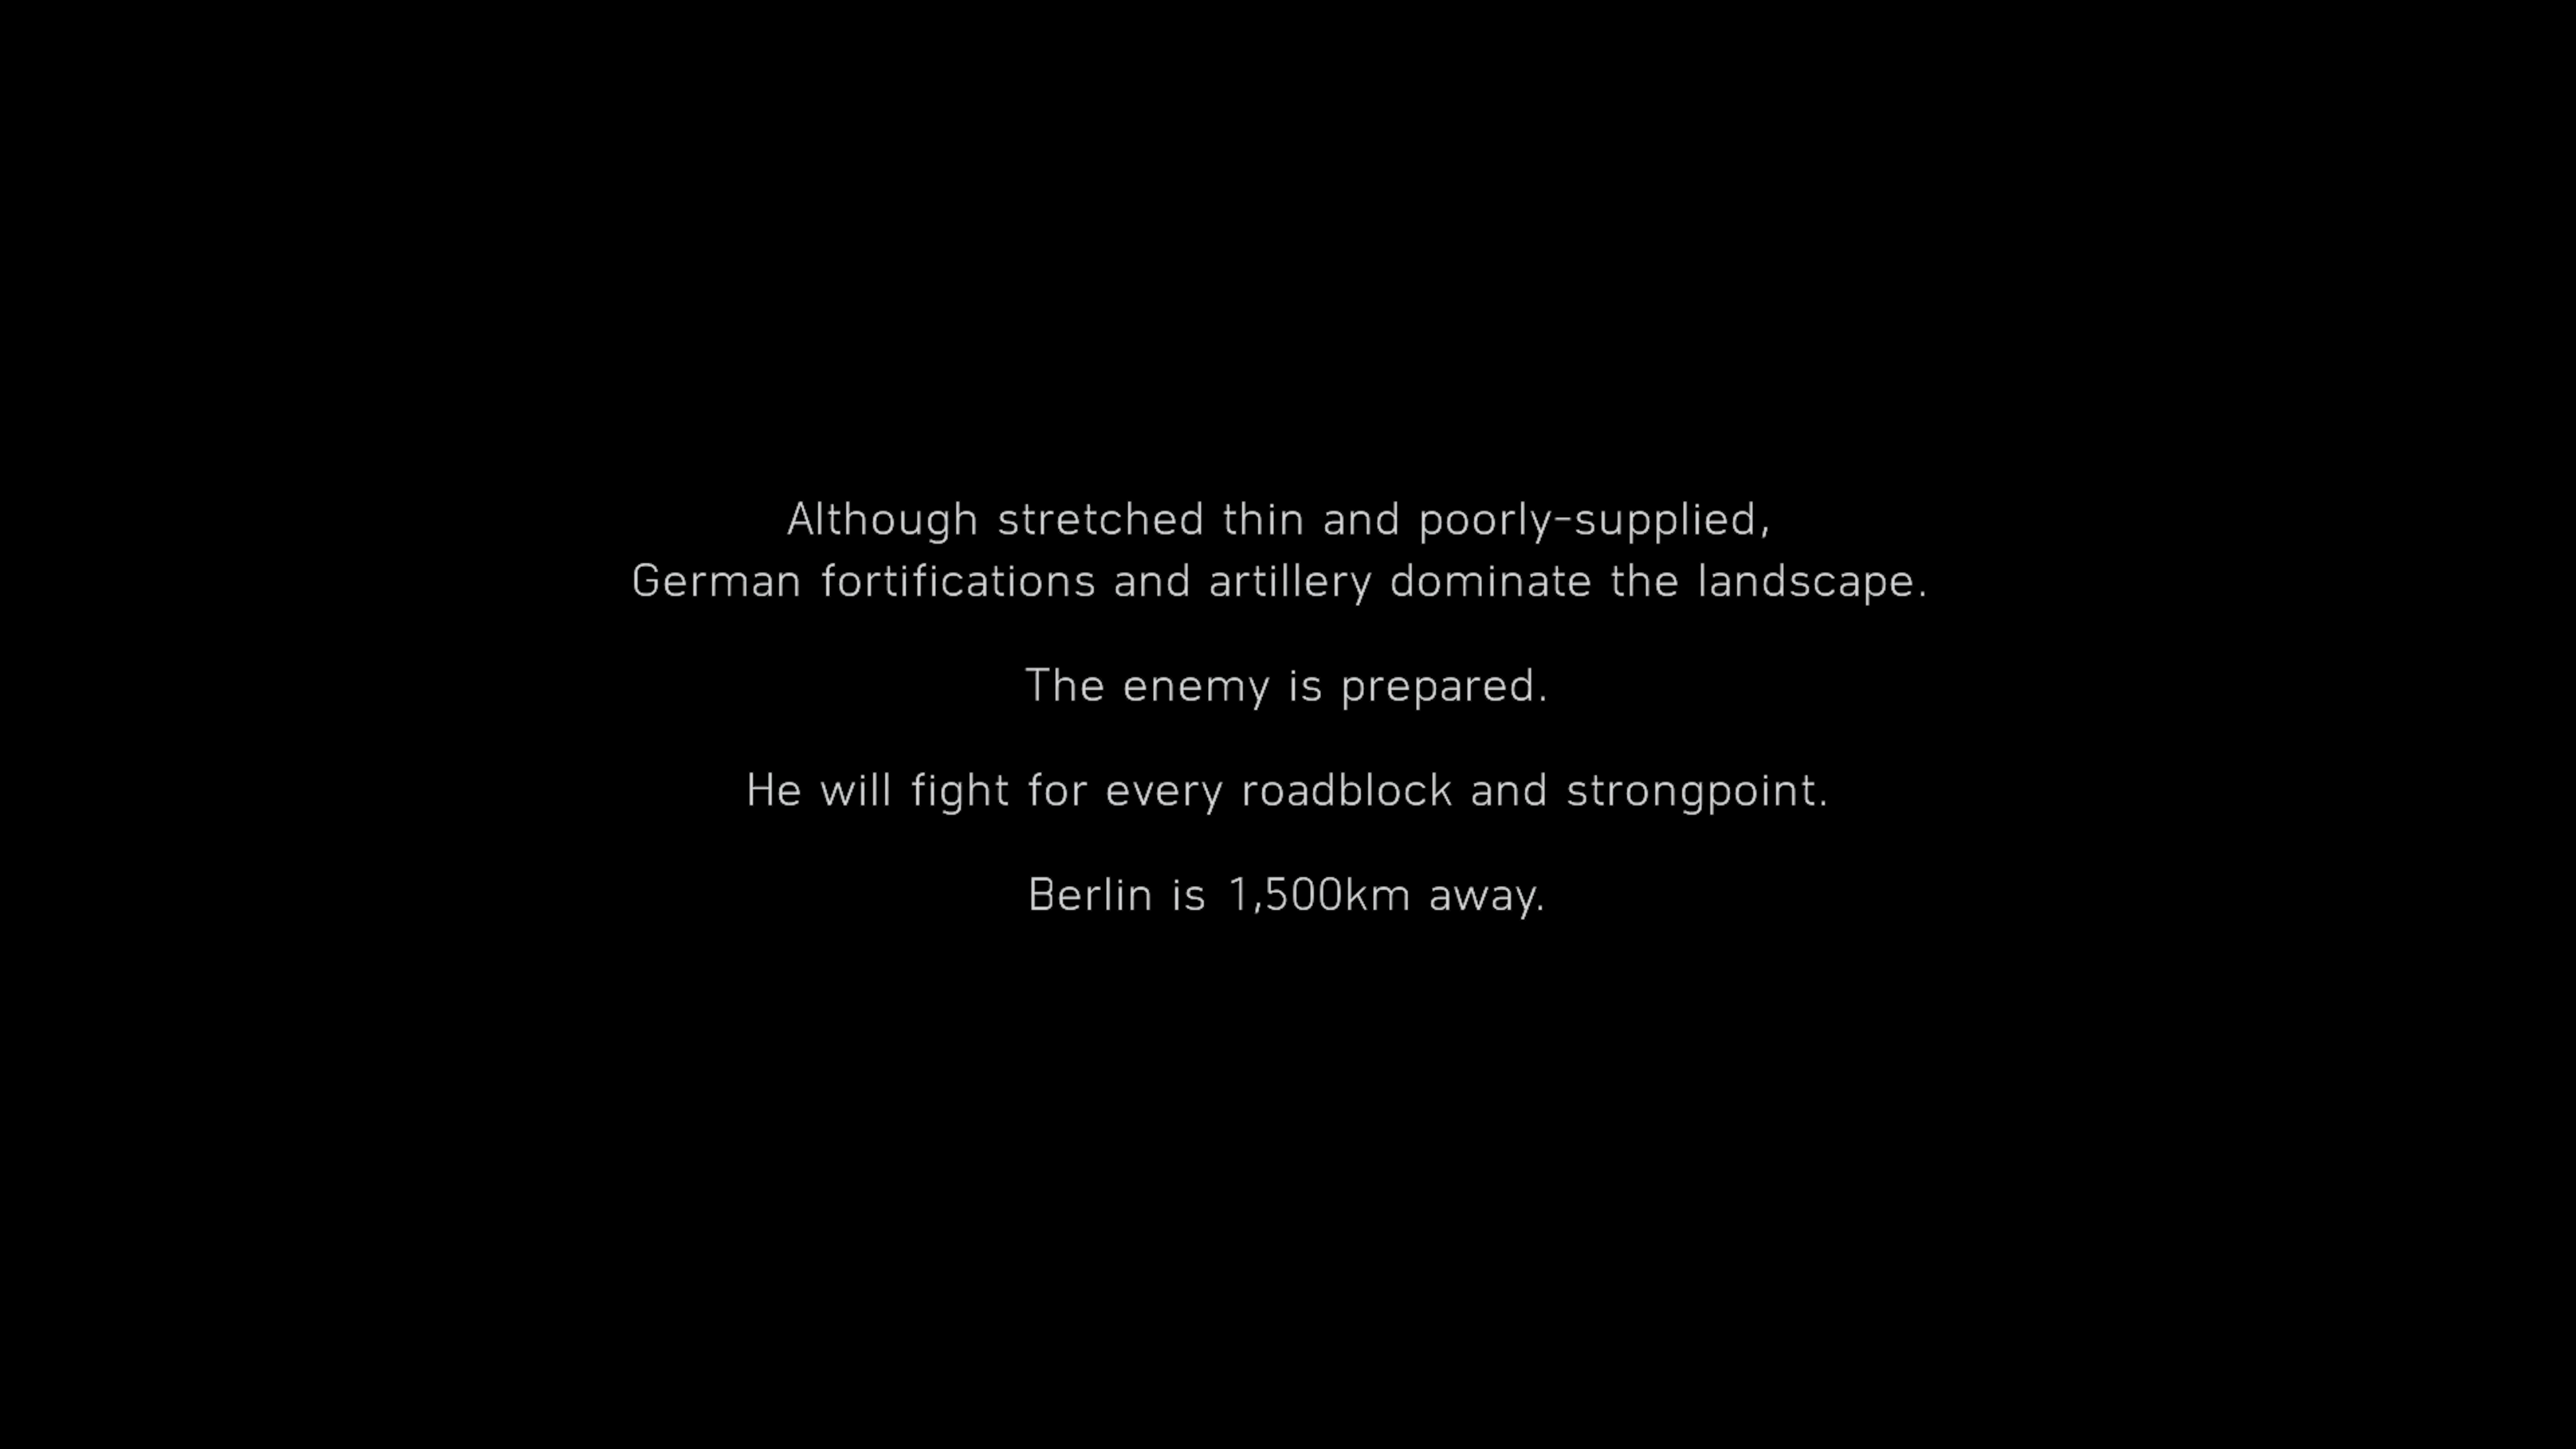 Although stretched thin and poorly-supplied,
German fortifications and artillery dominate the landscape.
The enemy is prepared.
He will fight for every roadblock and strongpoint.
Berlin is 1,500km away.